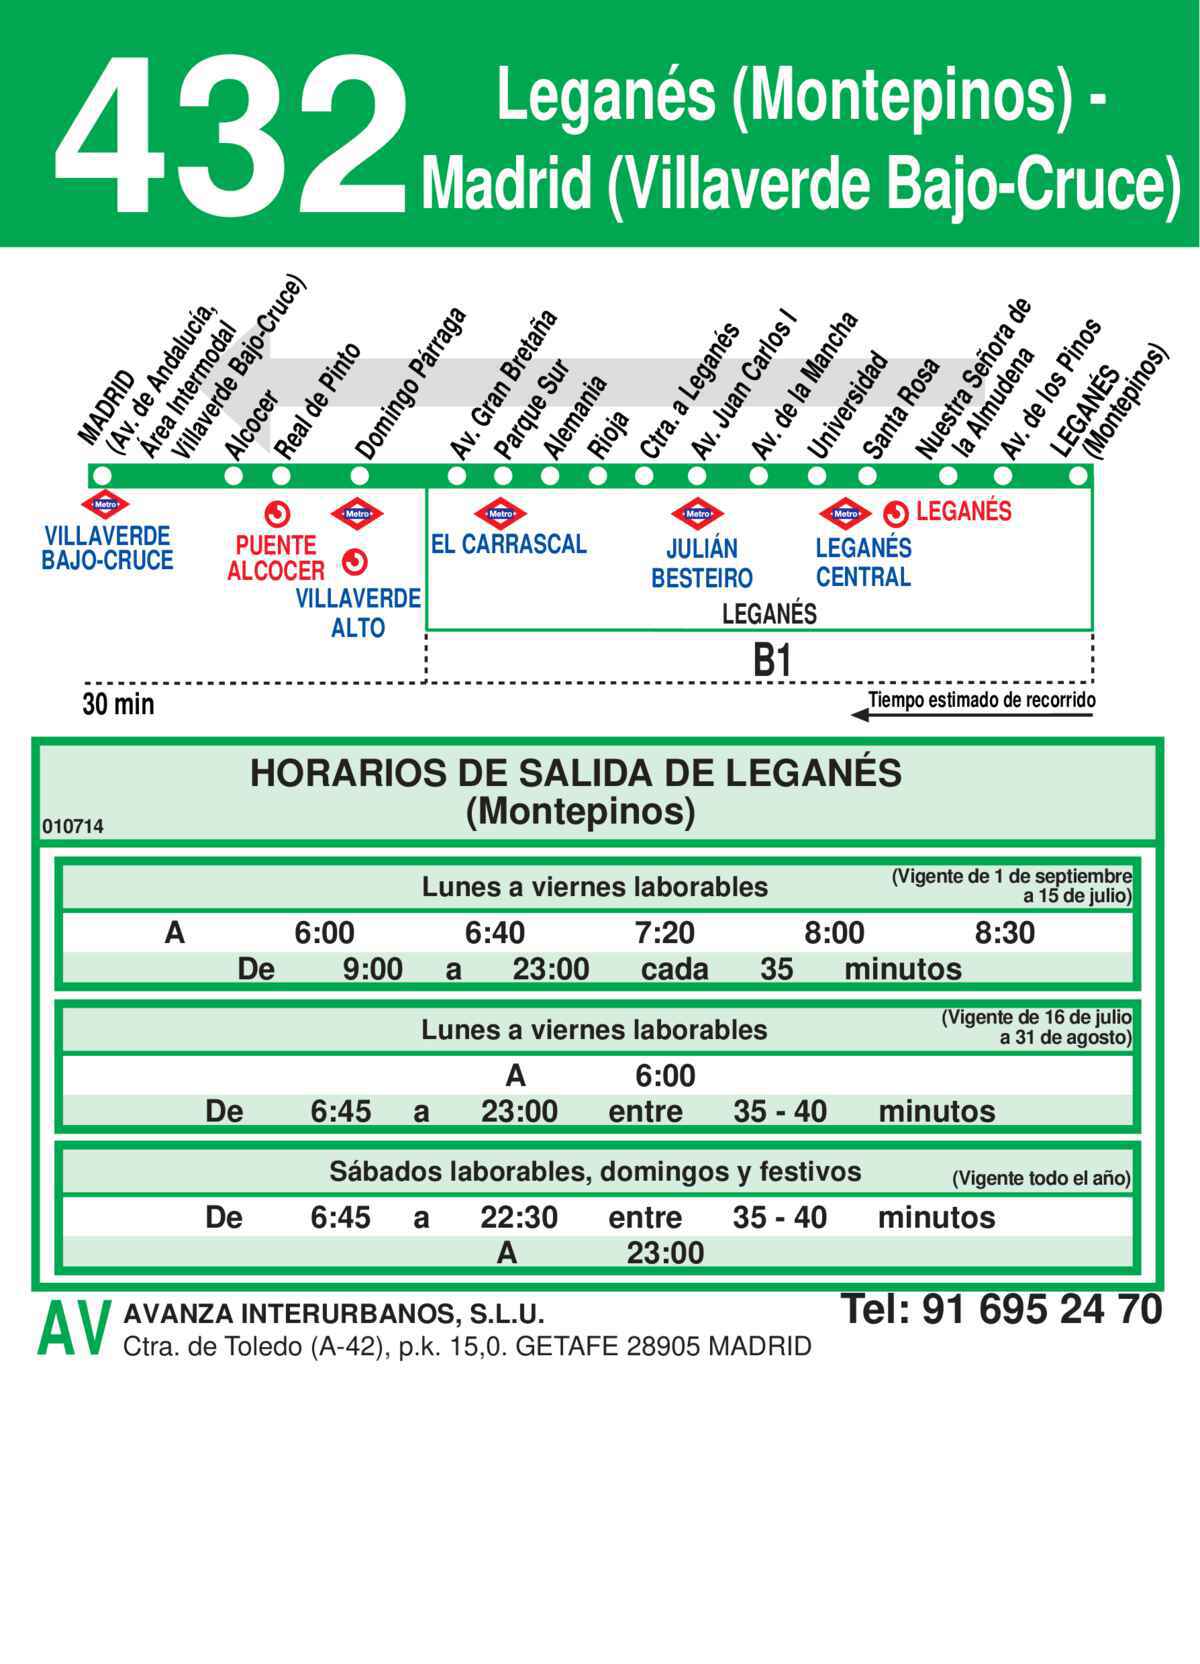 432
Leganés (Montepinos) -
Madrid (Villaverde Bajo-Cruce)
MADRID
(Av. de Andalucía,
Área Intermodal
Villaverde Bajo-Cruce)
Alcocer
Real de Pinto
Domingo Párraga
Av. Gran Bretaña
Parque Sur
Alemania
Rioja
Ctra. a Leganés
Av. Juan Carlos I
Av. de la Mancha
Universidad
Santa Rosa
Nuestra Señora de
la Almudena
Av. de los Pinos
LEGANÉS
(Montepinos)
Metro
VILLAVERDE
BAJO-CRUCE
PUENTE
ALCOCER
Metro
VILLAVERDE
ALTO
Metro
EL CARRASCAL
Metro
JULIÁN
BESTEIRO
Metro
LEGANÉS
LEGANÉS
CENTRAL
LEGANÉS
B1
30 min
Tiempo estimado de recorrido
HORARIOS DE SALIDA DE LEGANÉS
(Montepinos)
010714
Lunes a viernes laborables
(Vigente de 1 de septiembre
a 15 de julio)
A 6:00 6:40 7:20 8:00 8:30
De 9:00 a 23:00 cada 35 minutos
Lunes a viernes laborables
(Vigente de 16 de julio
a 31 de agosto)
A 6:00
De 6:45 a 23:00 entre 35 - 40 minutos
Sábados laborables, domingos y festivos
(Vigente todo el año)
De 6:45 a 22:30 entre 35 - 40 minutos
A 23:00
AV
AVANZA INTERURBANOS, S.L.U.
Tel: 91 695 24 70
Ctra. de Toledo (A-42), p.k. 15,0. GETAFE 28905 MADRID